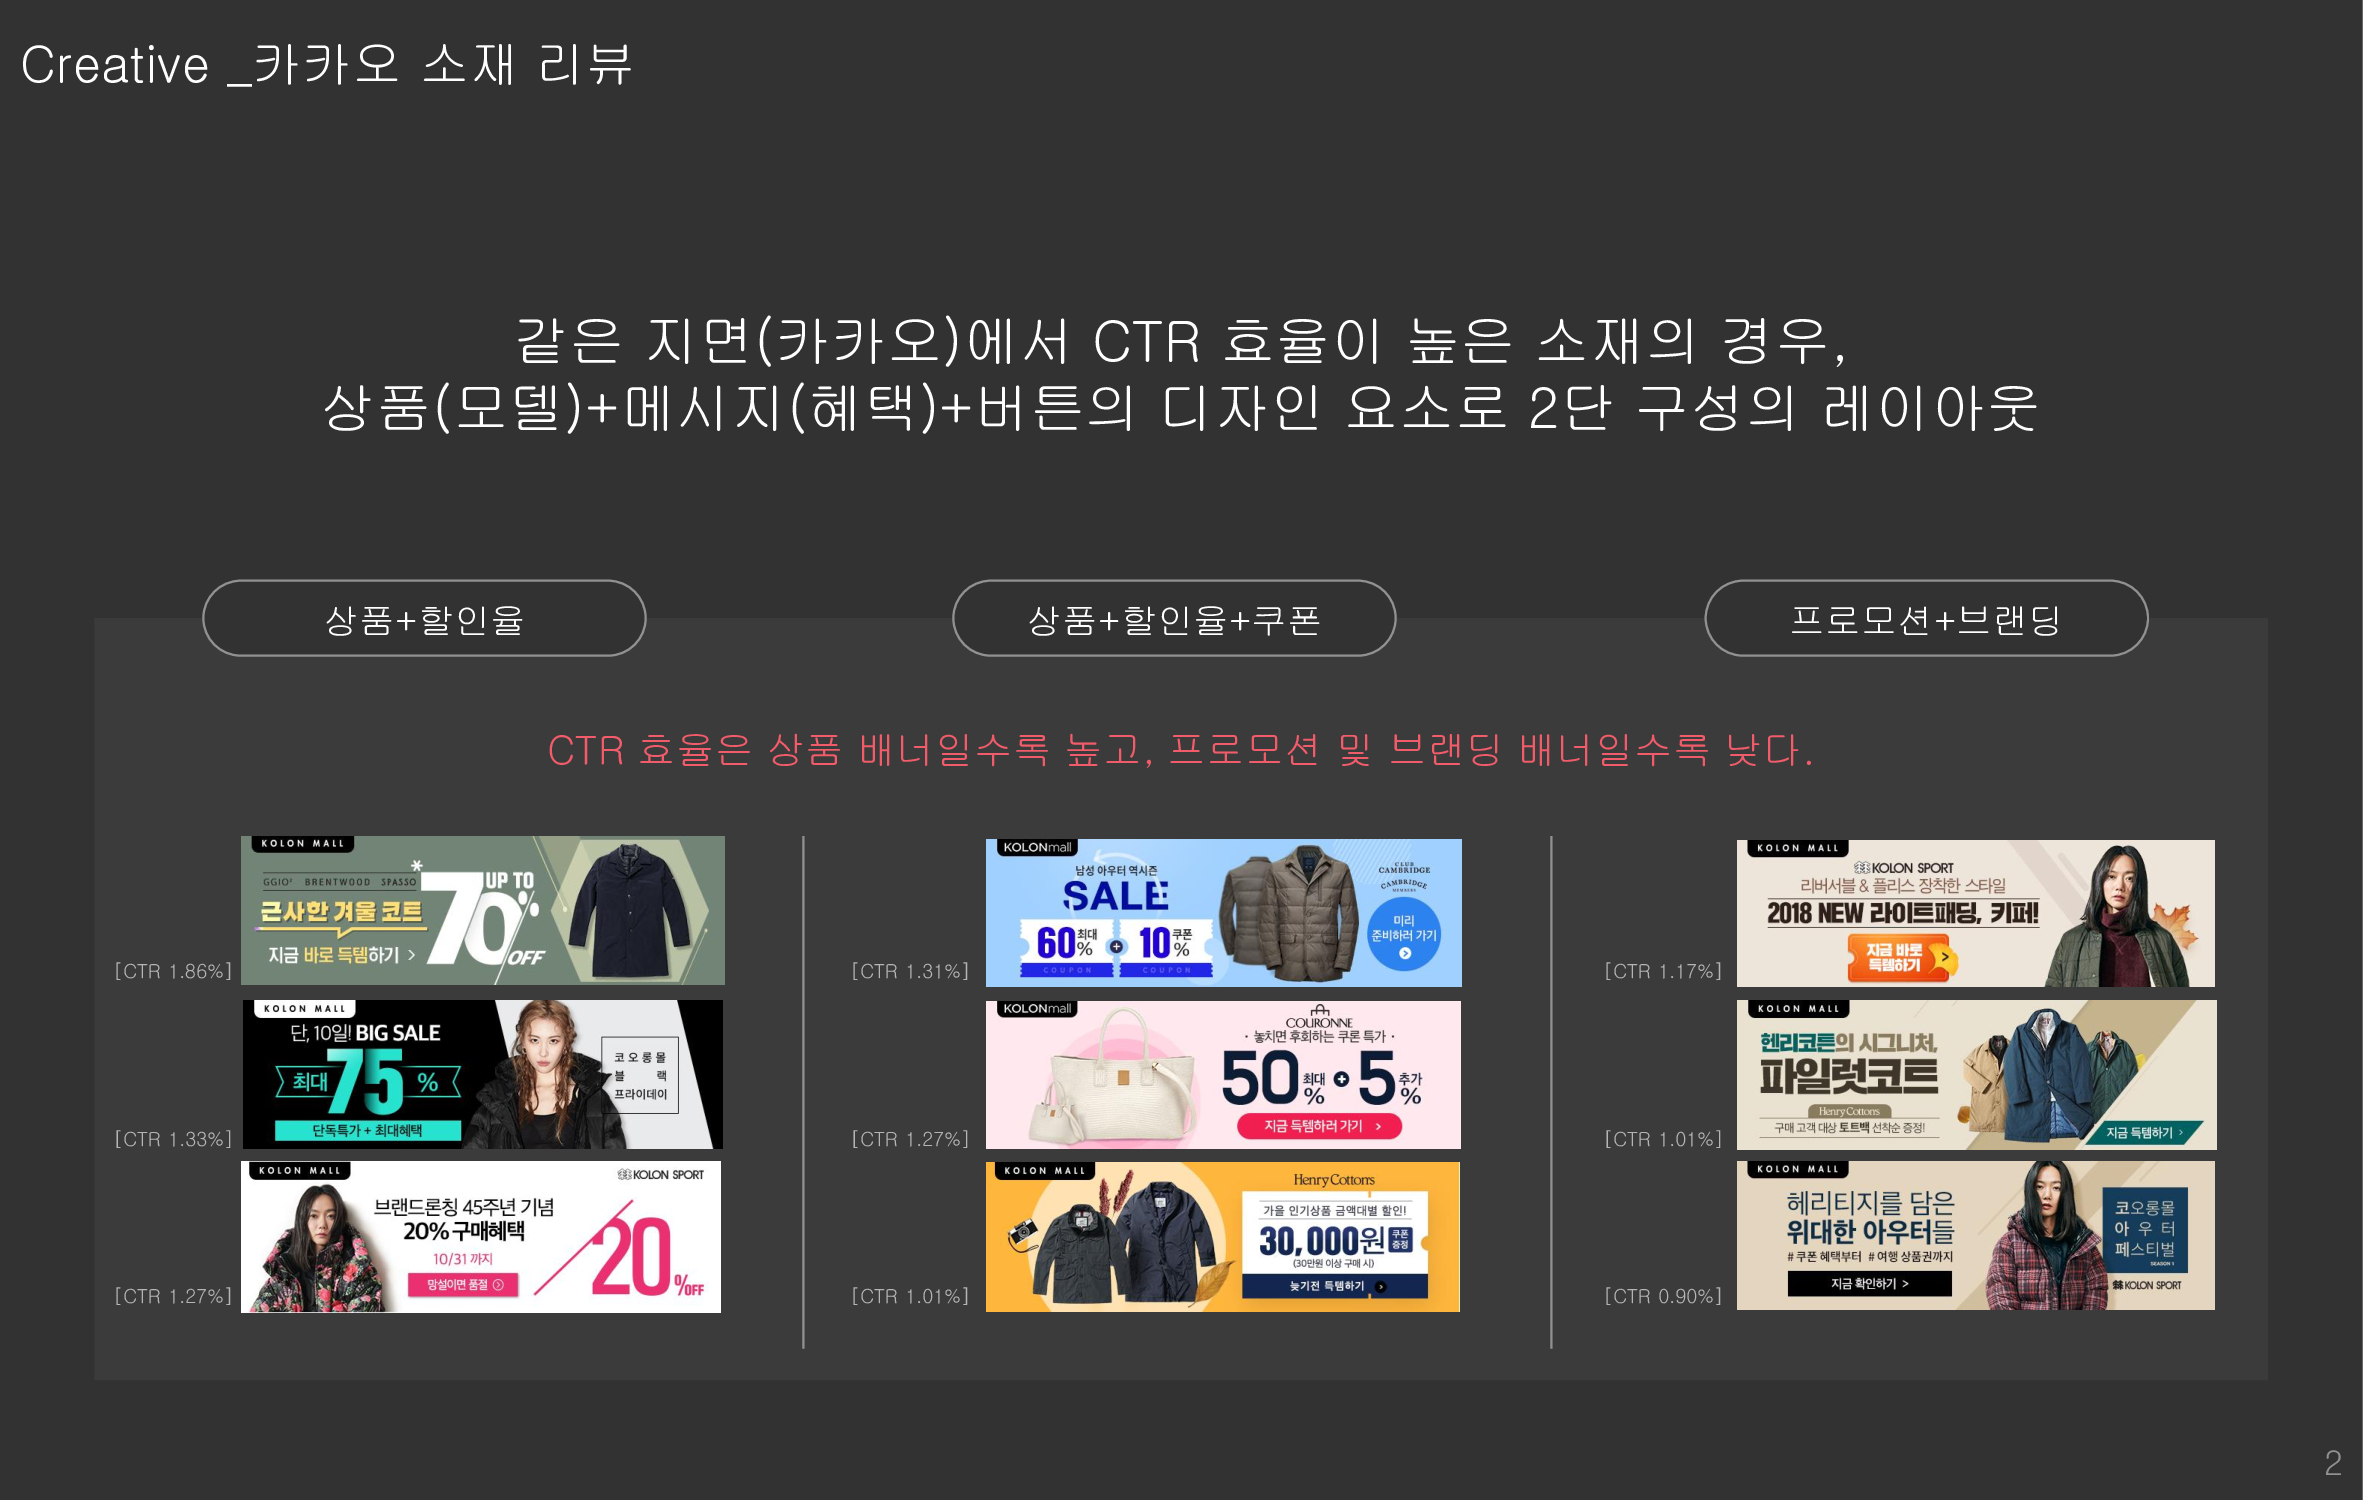 Creative _카카오 소재 리뷰
같은 지면(카카오)에서 CTR 효율이 높은 소재의 경우,
상품(모델)+메시지(혜택)+버튼의 디자인 요소로 2단 구성의 레이아웃
상품+할인율
상품+할인율+쿠폰
프로모션+브랜딩
CTR 효율은 상품 배너일수록 높고, 프로모션 및 브랜딩 배너일수록 낮다.
[CTR 1.86%]
KOLON MALL
BRENTWOOD SPASSO
근사한 겨울 코트
지금 바로 득템하기 >
*UP TO
70%
OFF
[CTR 1.33%]
KOLON MALL
단, 10일! BIG SALE
최대 75 %
단독특가 + 최대혜택
코오롱몰
블랙
프라이데이
[CTR 1.27%]
KOLON MALL
KOLON SPORT
브랜드론칭 45주년 기념
20% 구매혜택
10/31 까지
망설이면 품절
20%OFF
[CTR 1.31%]
KOLONmall
남성 아우터 역시즌
SALE
60% 최대 + 10% 쿠폰
COUPON COUPON
CLUB
CAMBRIDGE
CAMBRIDGE
MEMBERS
미리
준비하러 가기
[CTR 1.27%]
KOLONmall
COURONNE
· 놓치면 후회하는 쿠론 특가 ·
50% 최대 + 5% 추가
지금 득템하러 가기 >
[CTR 1.01%]
KOLON MALL
Henry Cotton's
가을 인기상품 금액대별 할인!
30,000원 쿠폰증정
(30만원 이상 구매 시)
늦기전 득템하기 >
[CTR 1.17%]
KOLON MALL
KOLON SPORT
리버서블 & 플리스 장착한 스타일
2018 NEW 라이트패딩, 키퍼!
지금 바로
득템하기 >
[CTR 1.01%]
KOLON MALL
헨리코튼의 시그니처,
파일럿코트
Henry Cotton's
구매 고객 대상 토트백 선착순 증정!
지금 득템하기 >
[CTR 0.90%]
KOLON MALL
헤리티지를 담은
위대한 아우터들
# 쿠폰 혜택부터 # 여행 상품권까지
지금 확인하기 >
코오롱몰
아우터
페스티벌
SEASON 1
KOLON SPORT
2